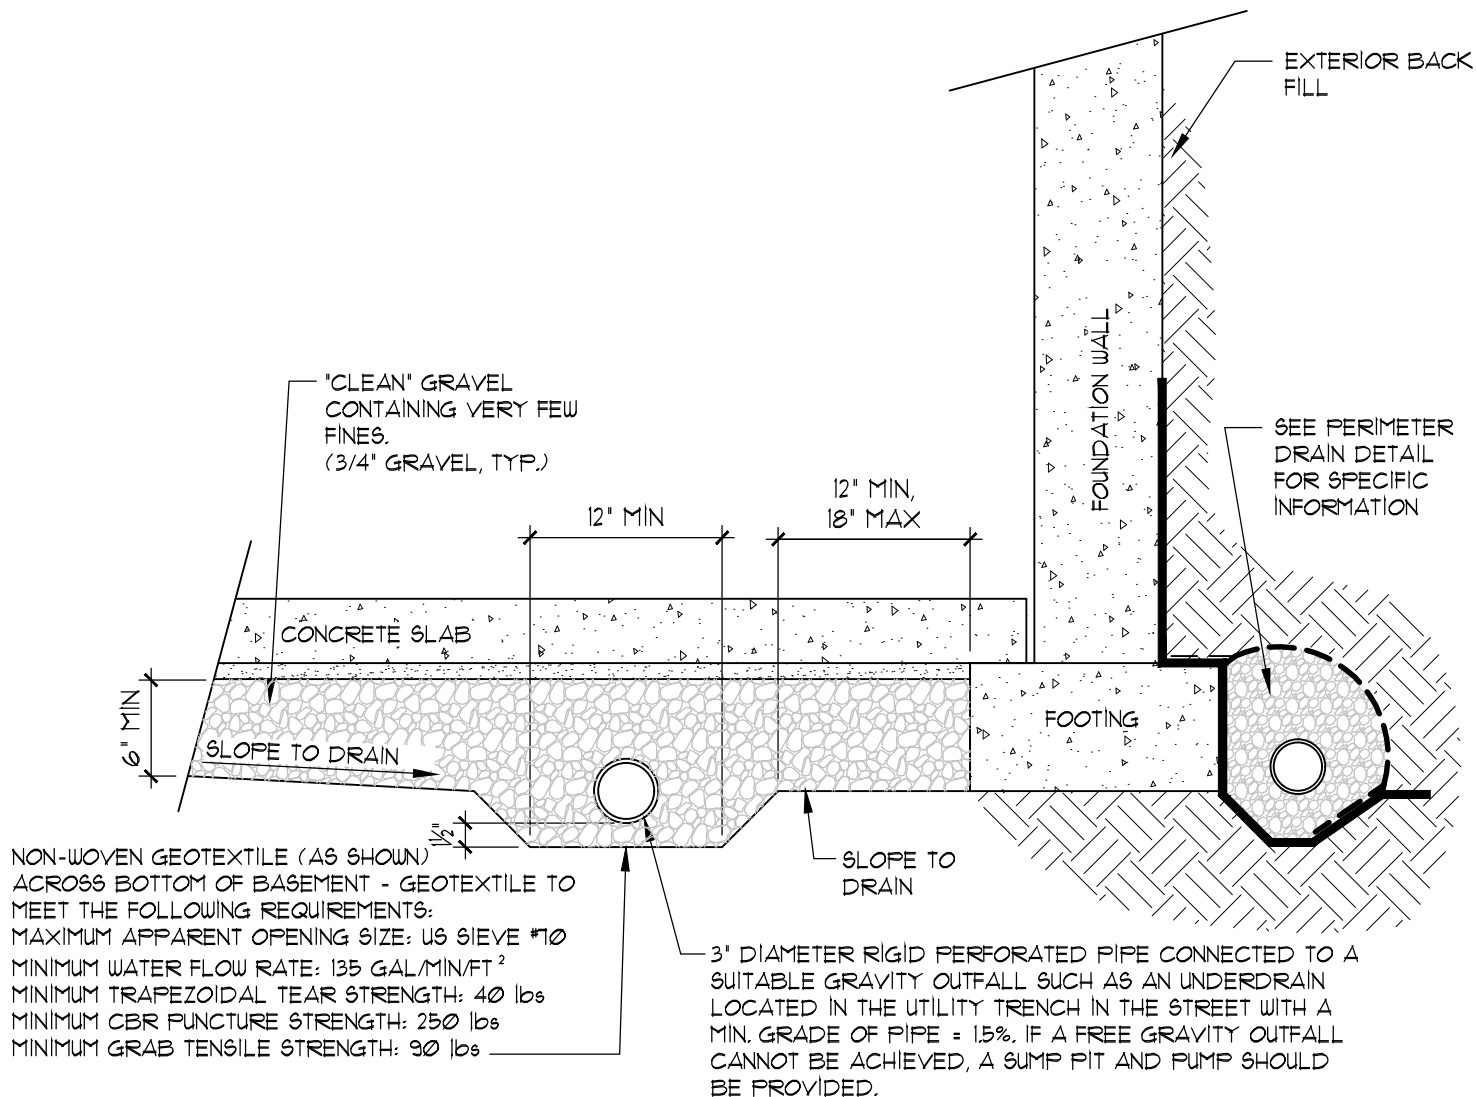 EXTERIOR BACK
FILL
FOUNDATION WALL
"CLEAN" GRAVEL
CONTAINING VERY FEW
FINES.
(3/4" GRAVEL, TYP.)
SEE PERIMETER
DRAIN DETAIL
FOR SPECIFIC
INFORMATION
12" MIN
12" MIN,
18" MAX
CONCRETE SLAB
6" MIN
SLOPE TO DRAIN
FOOTING
1½"
SLOPE TO
DRAIN
NON-WOVEN GEOTEXTILE (AS SHOWN)
ACROSS BOTTOM OF BASEMENT - GEOTEXTILE TO
MEET THE FOLLOWING REQUIREMENTS:
MAXIMUM APPARENT OPENING SIZE: US SIEVE #70
MINIMUM WATER FLOW RATE: 135 GAL/MIN/FT²
MINIMUM TRAPEZOIDAL TEAR STRENGTH: 40 lbs
MINIMUM CBR PUNCTURE STRENGTH: 250 lbs
MINIMUM GRAB TENSILE STRENGTH: 90 lbs
3" DIAMETER RIGID PERFORATED PIPE CONNECTED TO A
SUITABLE GRAVITY OUTFALL SUCH AS AN UNDERDRAIN
LOCATED IN THE UTILITY TRENCH IN THE STREET WITH A
MIN. GRADE OF PIPE = 1.5%. IF A FREE GRAVITY OUTFALL
CANNOT BE ACHIEVED, A SUMP PIT AND PUMP SHOULD
BE PROVIDED.